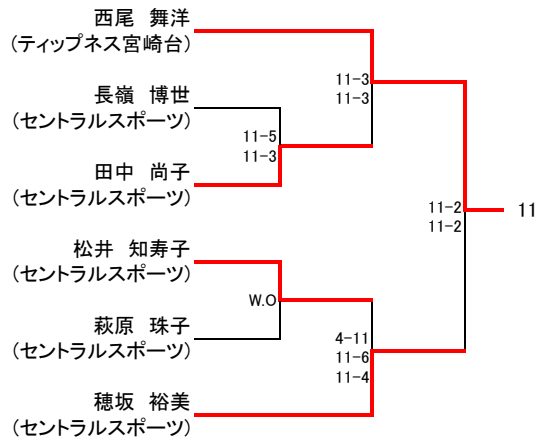 西尾 舞洋
(ティップネス宮崎台)
11-3
11-3
長嶺 博世
(セントラルスポーツ)
11-5
11-3
田中 尚子
(セントラルスポーツ)
11-2
11-2
11
松井 知寿子
(セントラルスポーツ)
W.O
萩原 珠子
(セントラルスポーツ)
4-11
11-6
11-4
穂坂 裕美
(セントラルスポーツ)